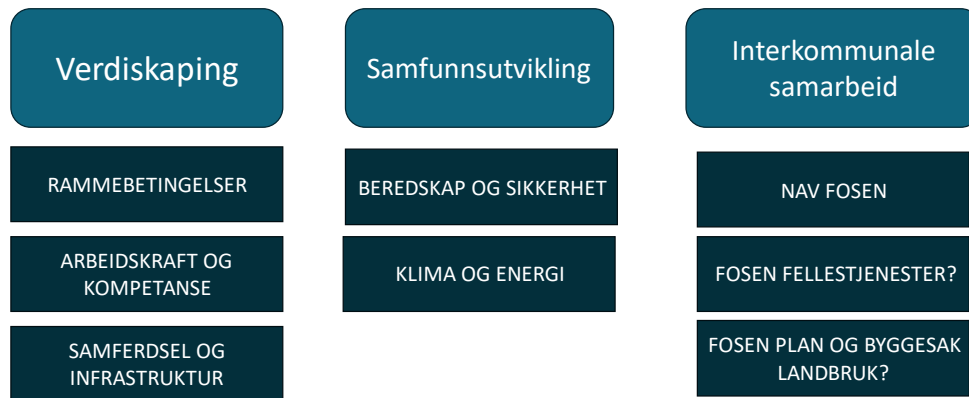 Verdiskaping
RAMMEBETINGELSER
ARBEIDSKRAFT OG
KOMPETANSE
SAMFERDSEL OG
INFRASTRUKTUR
Samfunnsutvikling
BEREDSKAP OG SIKKERHET
KLIMA OG ENERGI
Interkommunale
samarbeid
NAV FOSEN
FOSEN FELLESTJENESTER?
FOSEN PLAN OG BYGGESAK
LANDBRUK?